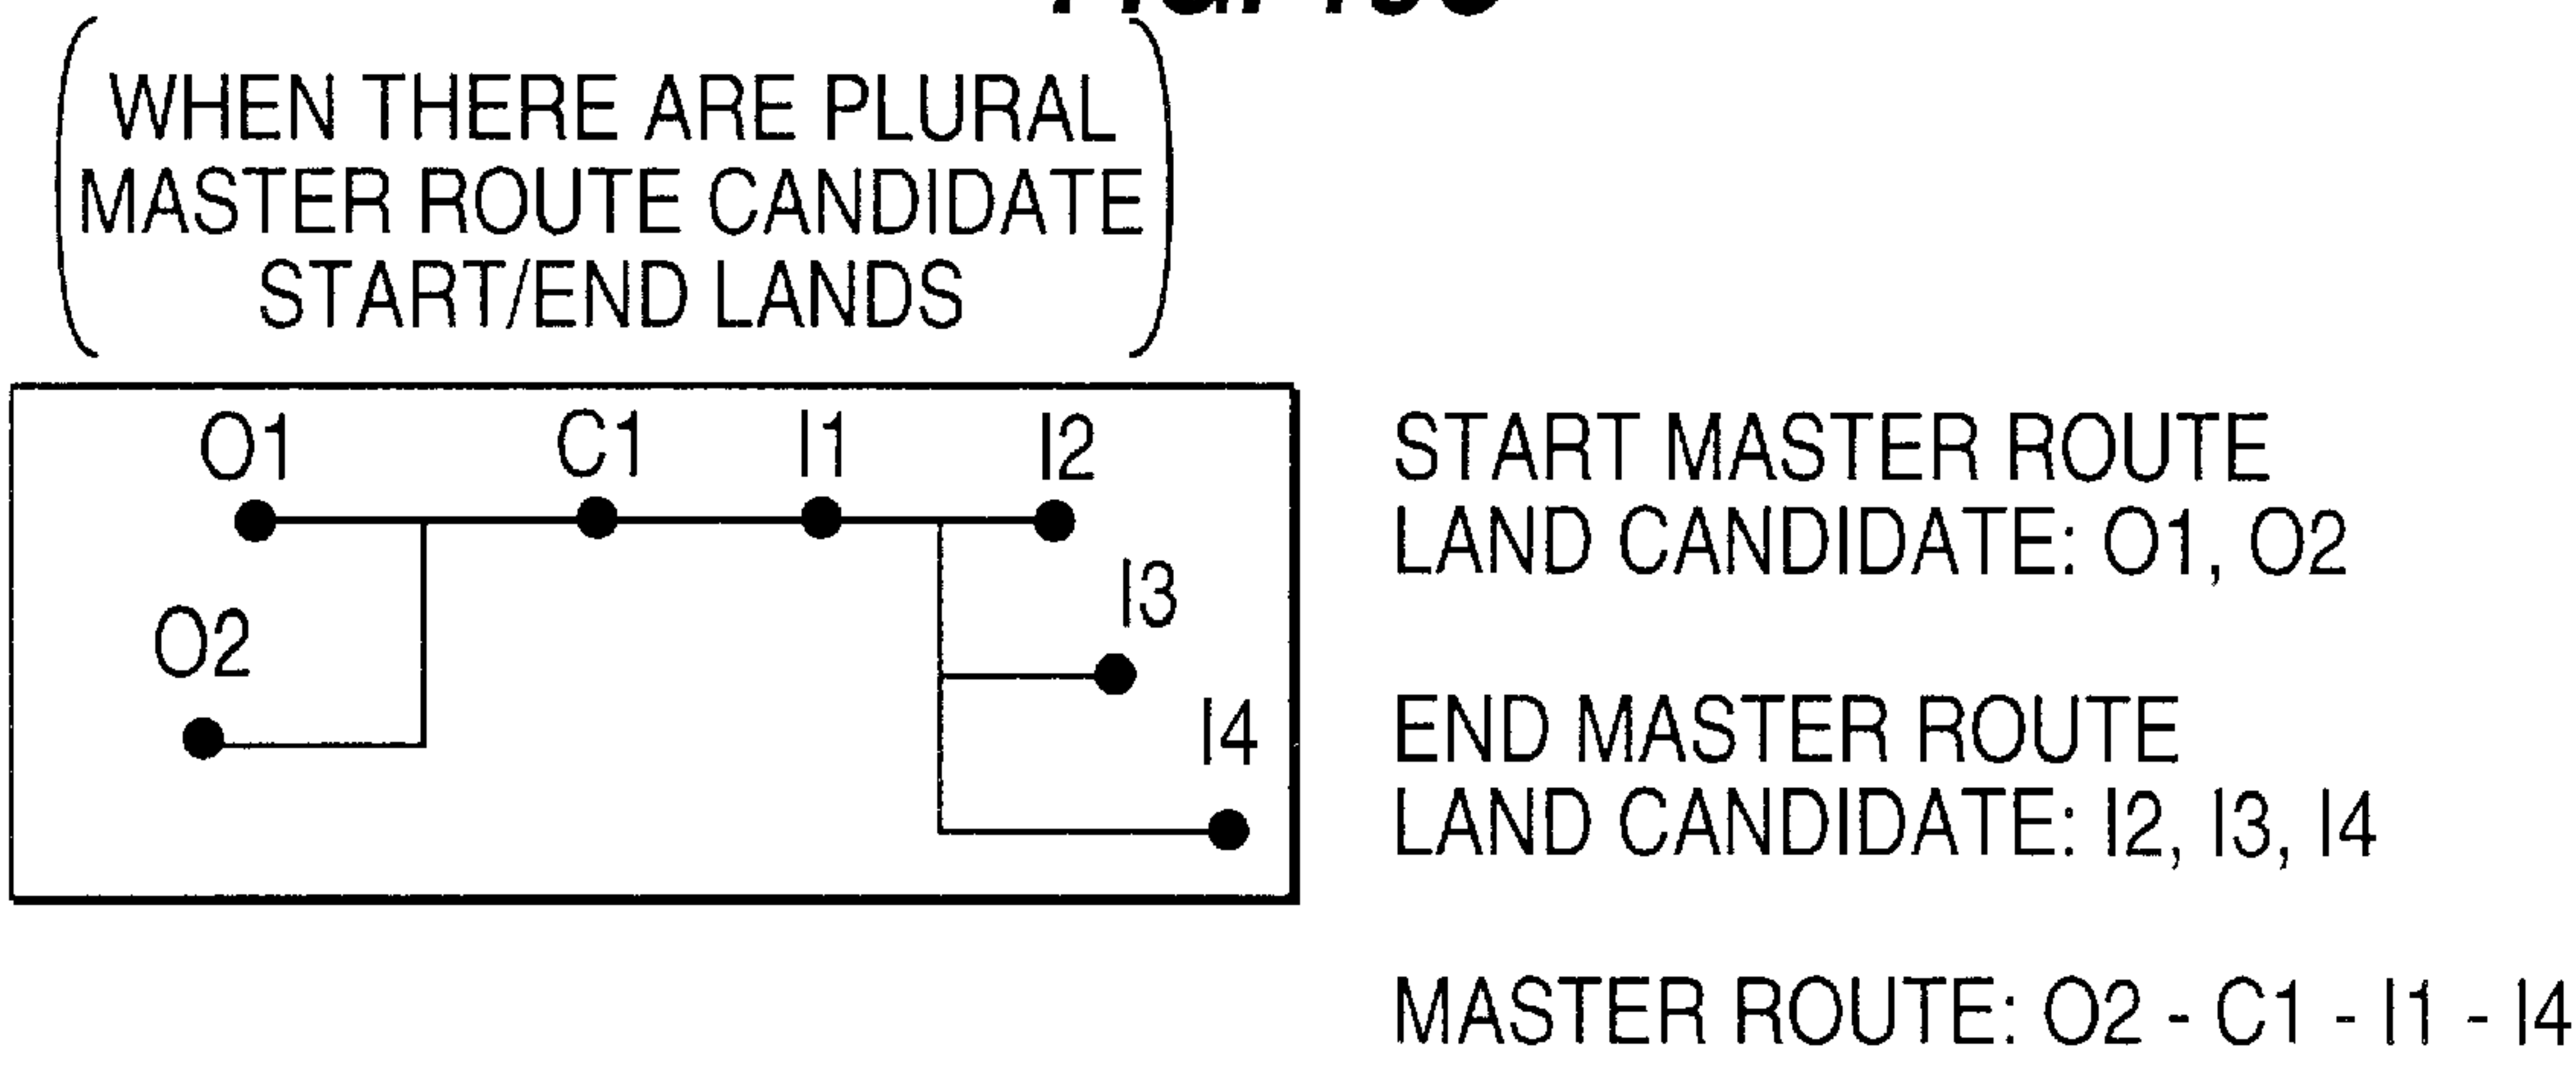 WHEN THERE ARE PLURAL
MASTER ROUTE CANDIDATE
START/END LANDS
O1 C1 I1 I2
I3
O2
I4
START MASTER ROUTE
LAND CANDIDATE: O1, O2
END MASTER ROUTE
LAND CANDIDATE: I2, I3, I4
MASTER ROUTE: O2 - C1 - I1 - I4